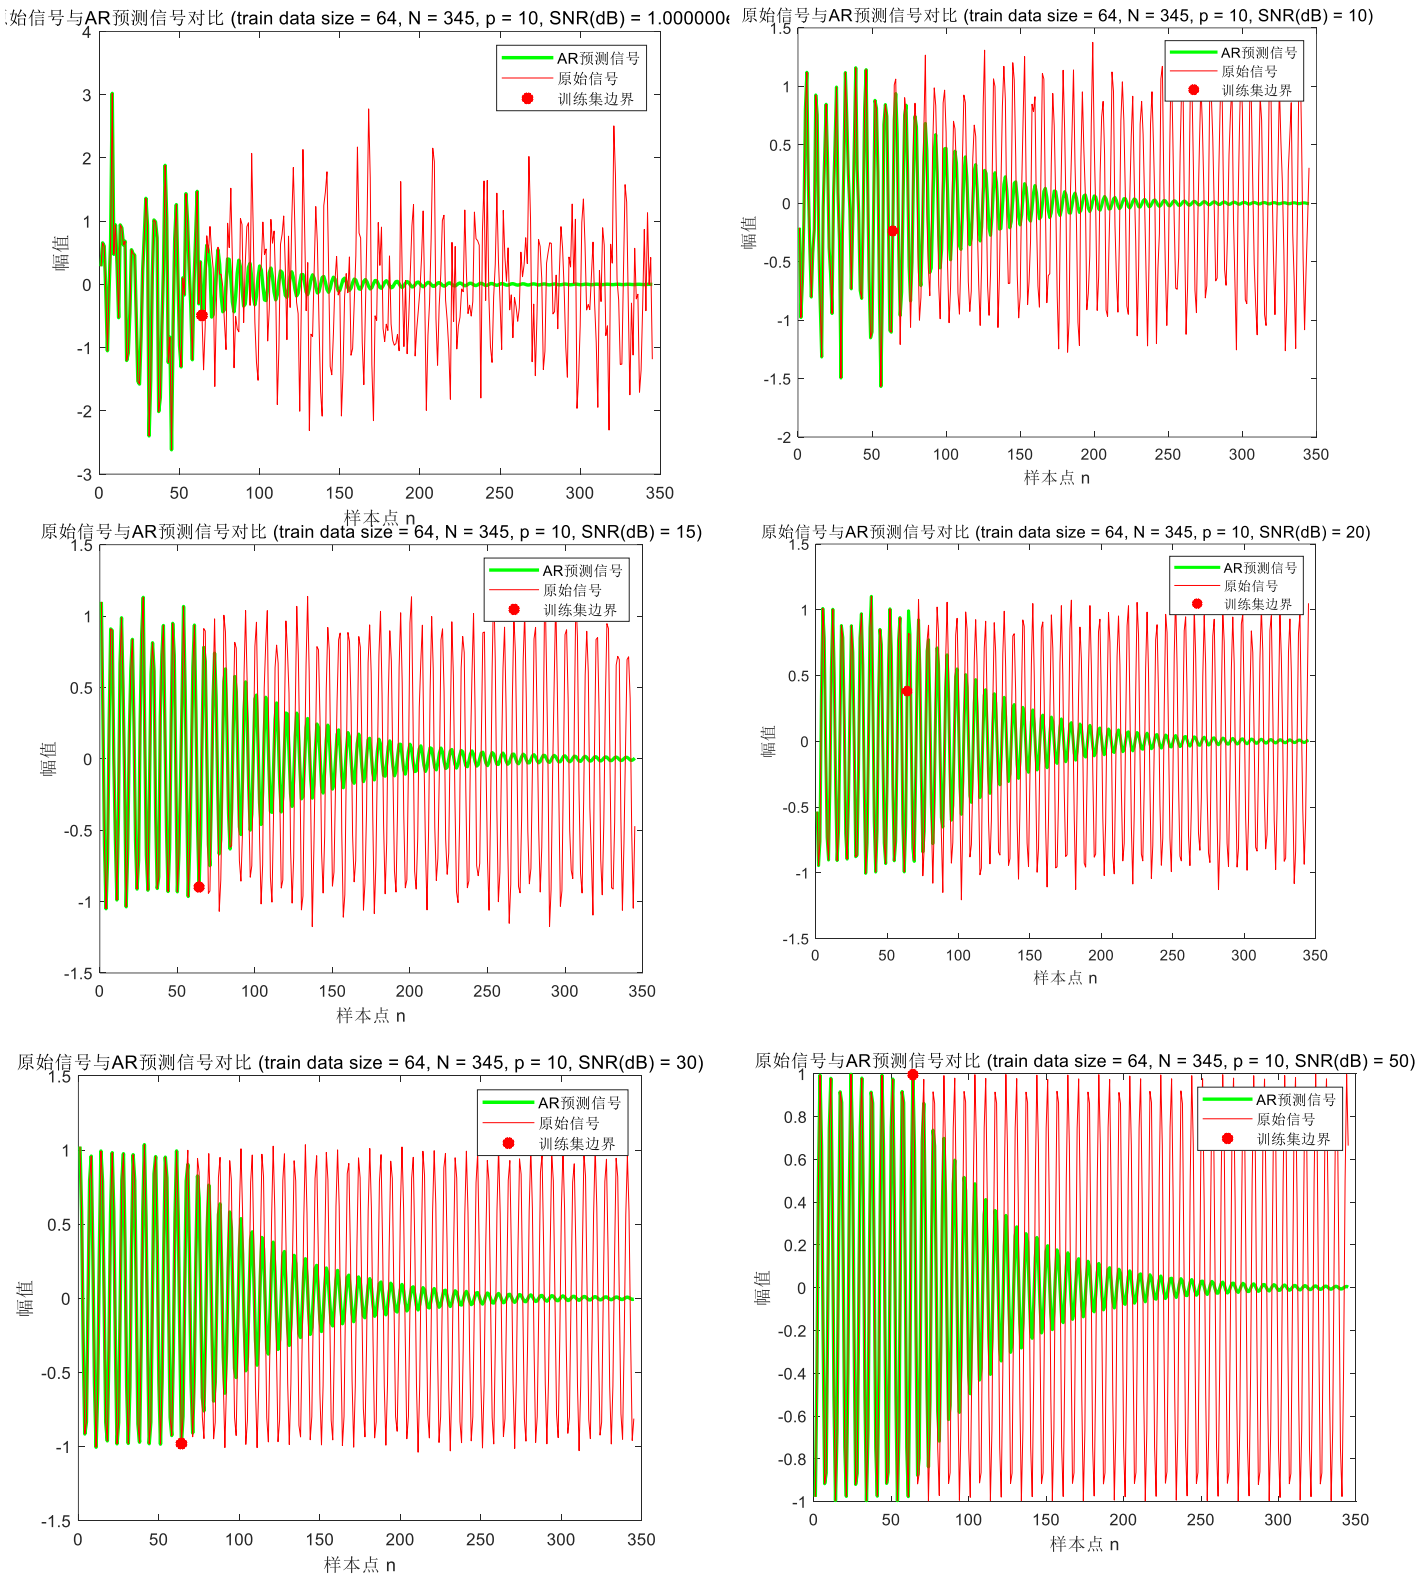 原始信号与AR预测信号对比 (train data size = 64, N = 345, p = 10, SNR(dB) = 1.000000e
4
3
2
1
0
-1
-2
-3
0 50 100 150 200 250 300 350
幅值
样本点 n
AR预测信号
原始信号
训练集边界
原始信号与AR预测信号对比 (train data size = 64, N = 345, p = 10, SNR(dB) = 10)
1.5
1
0.5
0
-0.5
-1
-1.5
-2
0 50 100 150 200 250 300 350
幅值
样本点 n
AR预测信号
原始信号
训练集边界
原始信号与AR预测信号对比 (train data size = 64, N = 345, p = 10, SNR(dB) = 15)
1.5
1
0.5
0
-0.5
-1
-1.5
0 50 100 150 200 250 300 350
幅值
样本点 n
AR预测信号
原始信号
训练集边界
原始信号与AR预测信号对比 (train data size = 64, N = 345, p = 10, SNR(dB) = 20)
1.5
1
0.5
0
-0.5
-1
-1.5
0 50 100 150 200 250 300 350
幅值
样本点 n
AR预测信号
原始信号
训练集边界
原始信号与AR预测信号对比 (train data size = 64, N = 345, p = 10, SNR(dB) = 30)
1.5
1
0.5
0
-0.5
-1
-1.5
0 50 100 150 200 250 300 350
幅值
样本点 n
AR预测信号
原始信号
训练集边界
原始信号与AR预测信号对比 (train data size = 64, N = 345, p = 10, SNR(dB) = 50)
1
0.8
0.6
0.4
0.2
0
-0.2
-0.4
-0.6
-0.8
-1
0 50 100 150 200 250 300 350
幅值
样本点 n
AR预测信号
原始信号
训练集边界